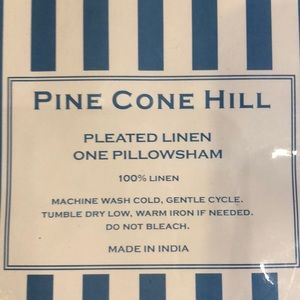 PINE CONE HILL
PLEATED LINEN
ONE PILLOWSHAM
100% LINEN
MACHINE WASH COLD, GENTLE CYCLE.
TUMBLE DRY LOW, WARM IRON IF NEEDED.
DO NOT BLEACH.
MADE IN INDIA